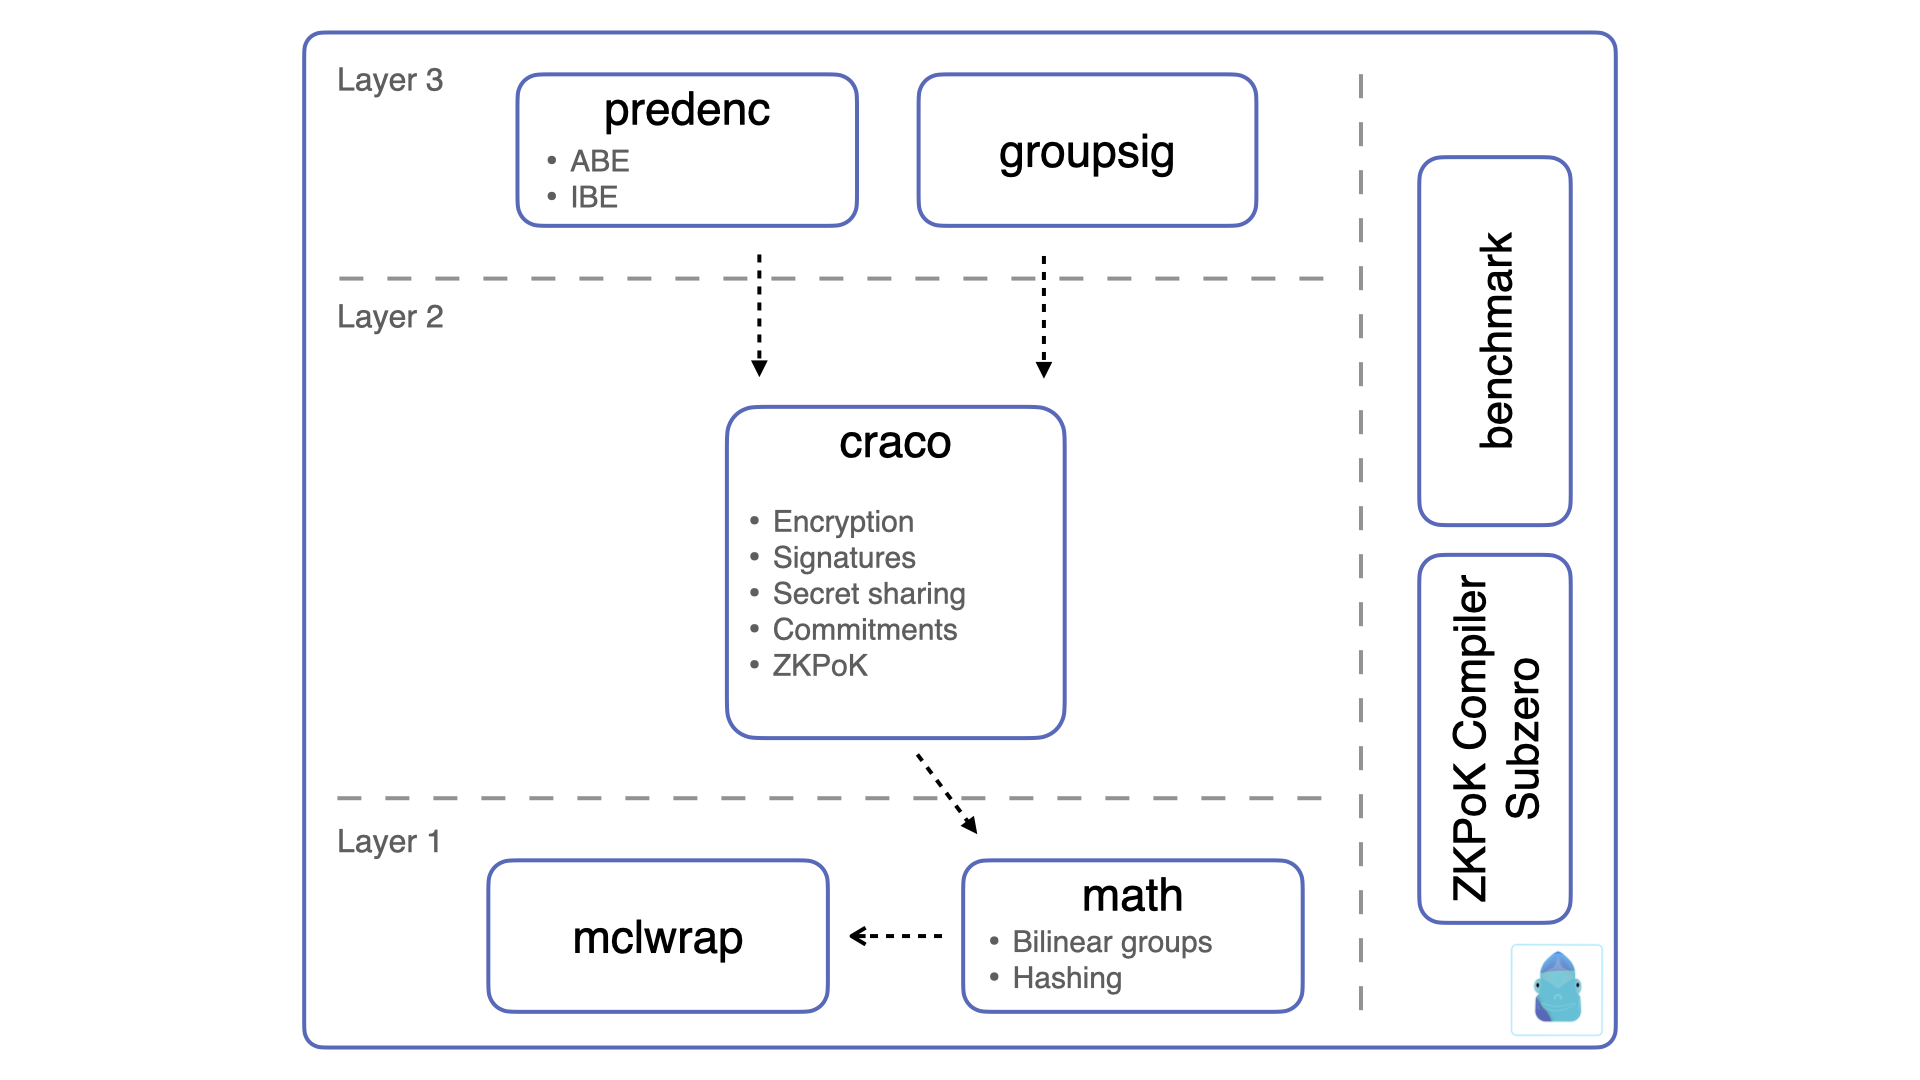 Layer 3
predenc
• ABE
• IBE
groupsig
Layer 2
craco
• Encryption
• Signatures
• Secret sharing
• Commitments
• ZKPoK
Layer 1
mclwrap
math
• Bilinear groups
• Hashing
benchmark
ZKPoK Compiler
Subzero